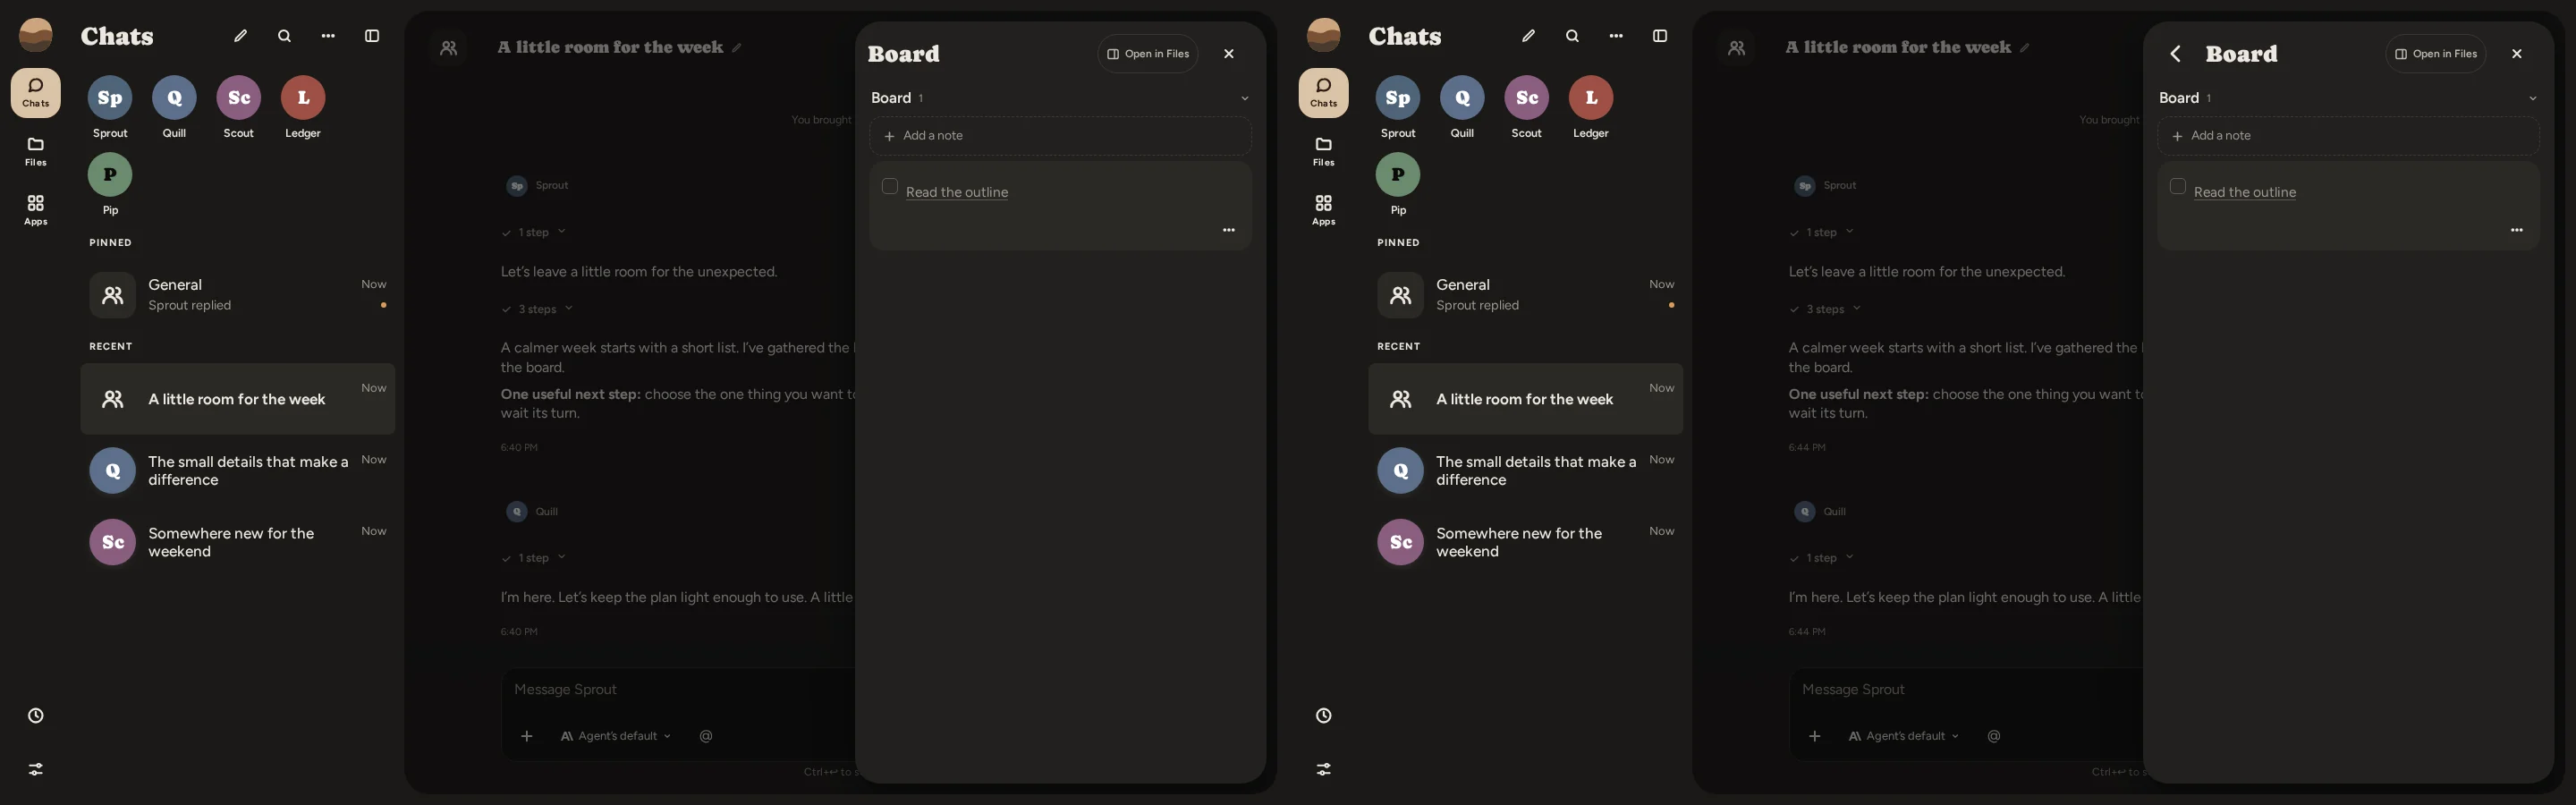 Chats
Chats
Files
Apps
Sp
Sprout
Q
Quill
Sc
Scout
L
Ledger
P
Pip
PINNED
General
Now
Sprout replied
RECENT
A little room for the week
Now
Q
The small details that make a
difference
Now
Sc
Somewhere new for the
weekend
Now
A little room for the week
You brought
Sp Sprout
1 step
Let's leave a little room for the unexpected.
3 steps
A calmer week starts with a short list. I've gathered the
the board.
One useful next step: choose the one thing you want to
wait its turn.
6:40 PM
Q Quill
1 step
I'm here. Let's keep the plan light enough to use. A little
6:40 PM
Message Sprout
+ A\ Agent's default @
Ctrl+↩ to s
Board
Open in Files
Board 1
+ Add a note
Read the outline
Chats
Chats
Files
Apps
Sp
Sprout
Q
Quill
Sc
Scout
L
Ledger
P
Pip
PINNED
General
Now
Sprout replied
RECENT
A little room for the week
Now
Q
The small details that make a
difference
Now
Sc
Somewhere new for the
weekend
Now
A little room for the week
You brought
Sp Sprout
1 step
Let's leave a little room for the unexpected.
3 steps
A calmer week starts with a short list. I've gathered the
the board.
One useful next step: choose the one thing you want to
wait its turn.
6:44 PM
Q Quill
1 step
I'm here. Let's keep the plan light enough to use. A little
6:44 PM
Message Sprout
+ A\ Agent's default @
Ctrl+↩ to s
Board
Open in Files
Board 1
+ Add a note
Read the outline